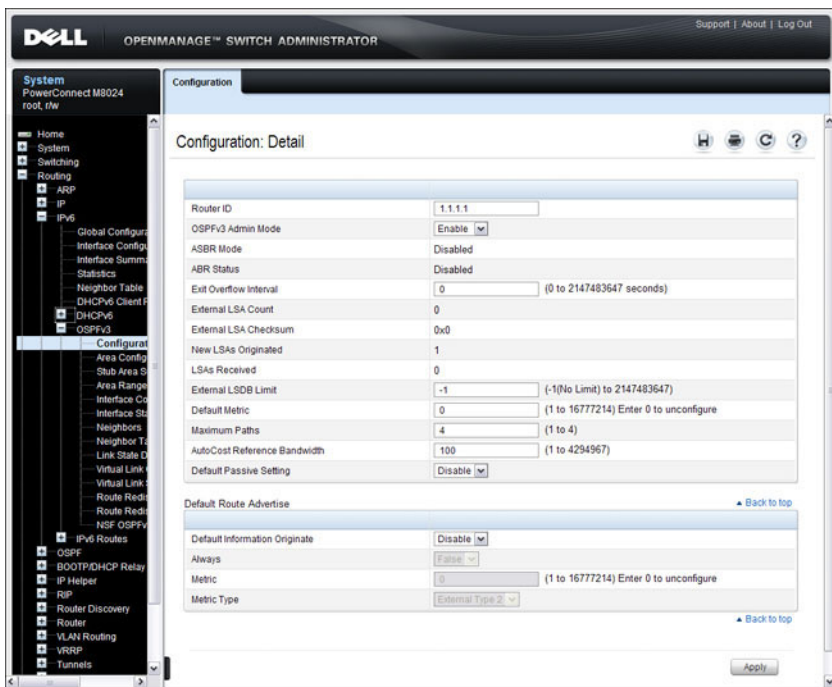 Support | About | Log Out
DELL
OPENMANAGE™ SWITCH ADMINISTRATOR
System
PowerConnect M8024
root, r/w
Home
System
Switching
Routing
ARP
IP
IPv6
Global Configura
Interface Configu
Interface Summa
Statistics
Neighbor Table
DHCPv6 Client P
DHCPv6
OSPFv3
Configurat
Area Config
Stub Area S
Area Range
Interface Co
Interface Sta
Neighbors
Neighbor Ta
Link State D
Virtual Link
Virtual Link
Route Redis
Route Redis
NSF OSPFv
IPv6 Routes
OSPF
BOOTP/DHCP Relay
IP Helper
RIP
Router Discovery
Router
VLAN Routing
VRRP
Tunnels
Configuration
Configuration: Detail
Router ID 1.1.1.1
OSPFv3 Admin Mode Enable
ASBR Mode Disabled
ABR Status Disabled
Exit Overflow Interval 0 (0 to 2147483647 seconds)
External LSA Count 0
External LSA Checksum 0x0
New LSAs Originated 1
LSAs Received 0
External LSDB Limit -1 (-1(No Limit) to 2147483647)
Default Metric 0 (1 to 16777214) Enter 0 to unconfigure
Maximum Paths 4 (1 to 4)
AutoCost Reference Bandwidth 100 (1 to 4294967)
Default Passive Setting Disable
Default Route Advertise Back to top
Default Information Originate Disable
Always False
Metric 0 (1 to 16777214) Enter 0 to unconfigure
Metric Type External Type 2
Back to top
Apply